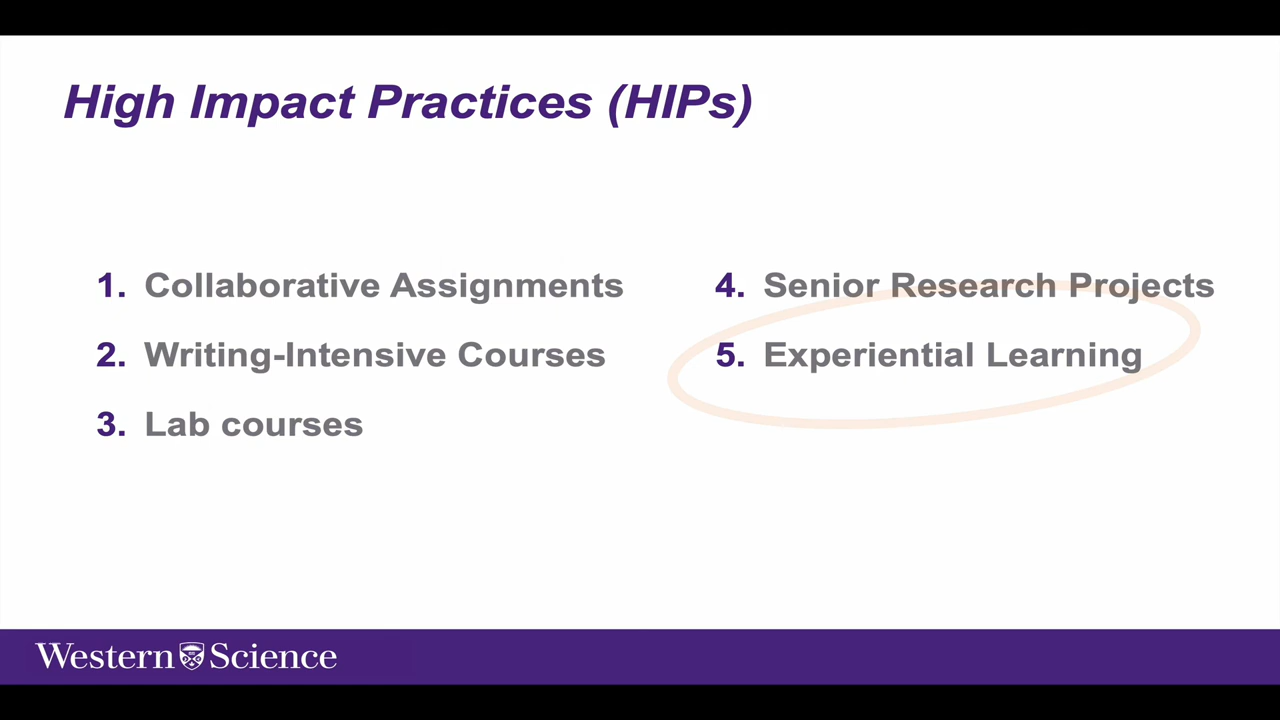 High Impact Practices (HIPs)
1. Collaborative Assignments
2. Writing-Intensive Courses
3. Lab courses
4. Senior Research Projects
5. Experiential Learning
Western Science